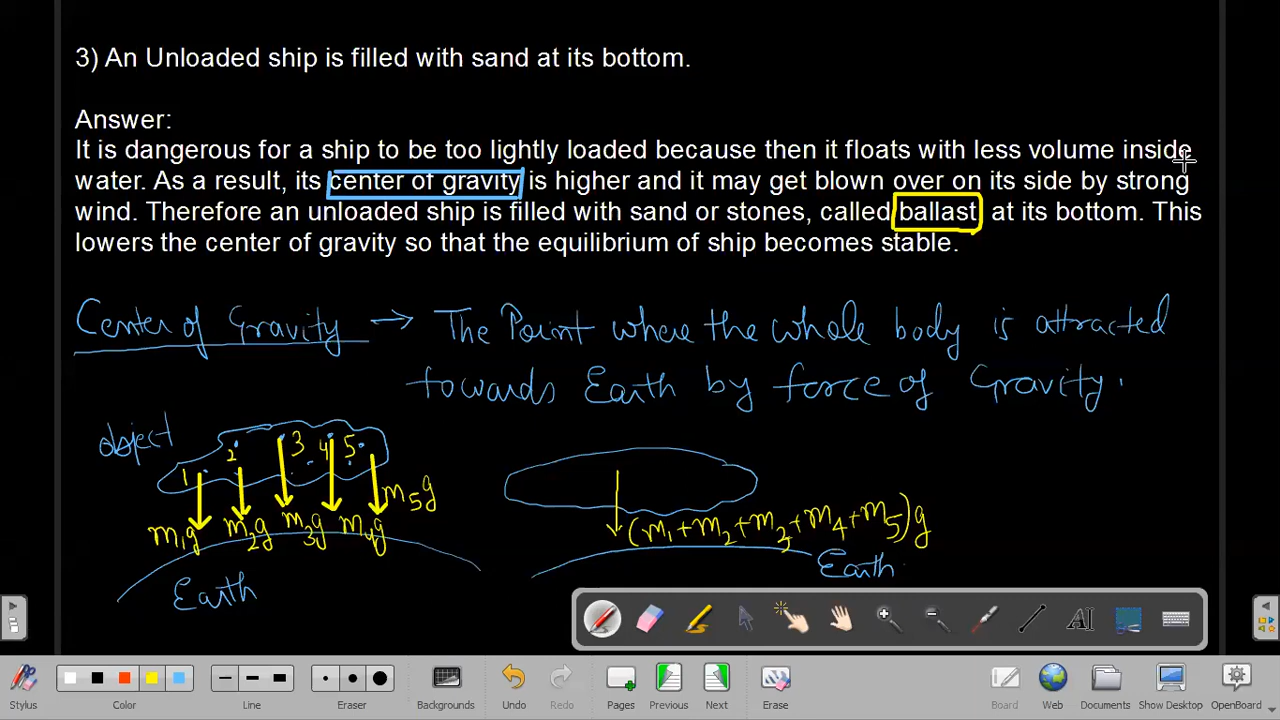 3) An Unloaded ship is filled with sand at its bottom.
Answer:
It is dangerous for a ship to be too lightly loaded because then it floats with less volume inside
water. As a result, its center of gravity is higher and it may get blown over on its side by strong
wind. Therefore an unloaded ship is filled with sand or stones, called ballast at its bottom. This
lowers the center of gravity so that the equilibrium of ship becomes stable.
Center of Gravity → The Point where the whole body is attracted
towards Earth by force of Gravity.
object
1 2 3 4 5
m₁g m₂g m₃g m₄g m₅g
(m₁+m₂+m₃+m₄+m₅)g
Earth
Earth
Stylus Color Line Eraser Backgrounds Undo Redo Pages Previous Next Erase Board Web Documents Show Desktop OpenBoard